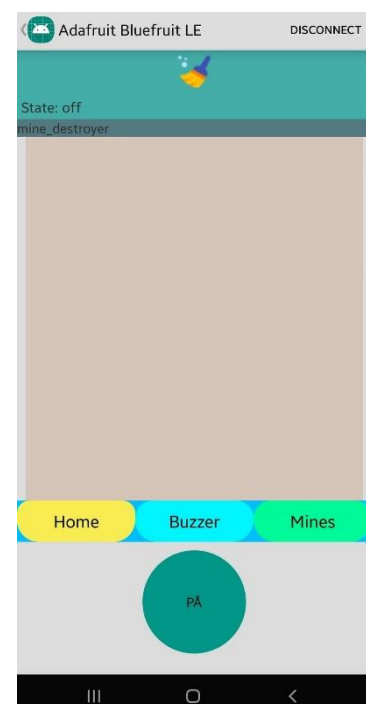 Adafruit Bluefruit LE DISCONNECT
State: off
mine_destroyer
Home Buzzer Mines
PÅ